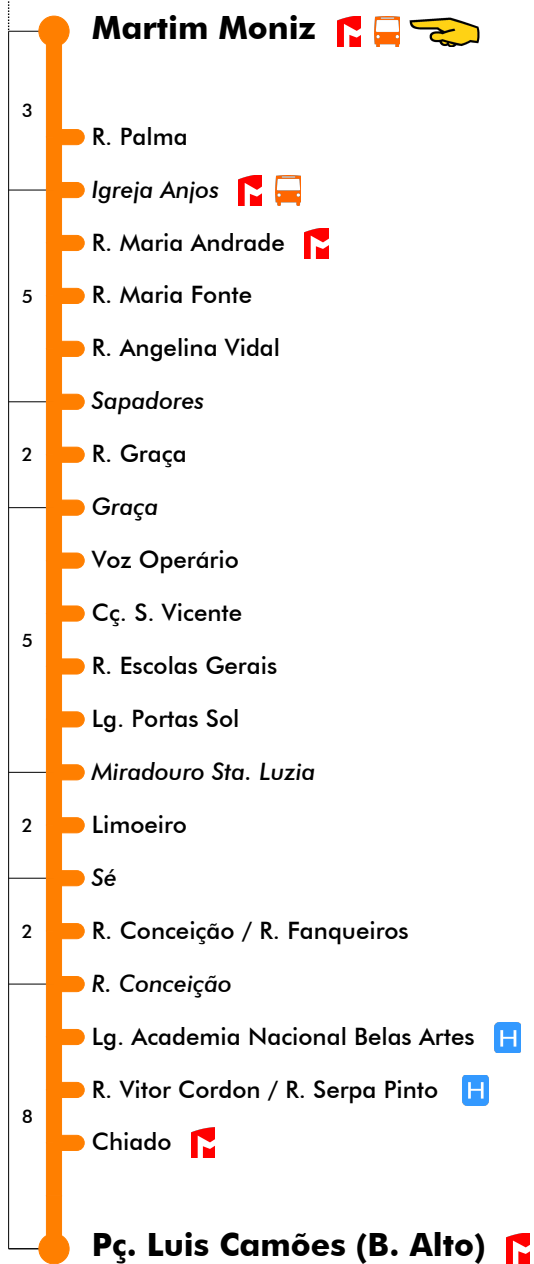 Martim Moniz
3
R. Palma
Igreja Anjos
R. Maria Andrade
5
R. Maria Fonte
R. Angelina Vidal
Sapadores
2
R. Graça
Graça
Voz Operário
Cç. S. Vicente
5
R. Escolas Gerais
Lg. Portas Sol
Miradouro Sta. Luzia
2
Limoeiro
Sé
2
R. Conceição / R. Fanqueiros
R. Conceição
Lg. Academia Nacional Belas Artes H
R. Vitor Cordon / R. Serpa Pinto H
8
Chiado
Pç. Luis Camões (B. Alto)